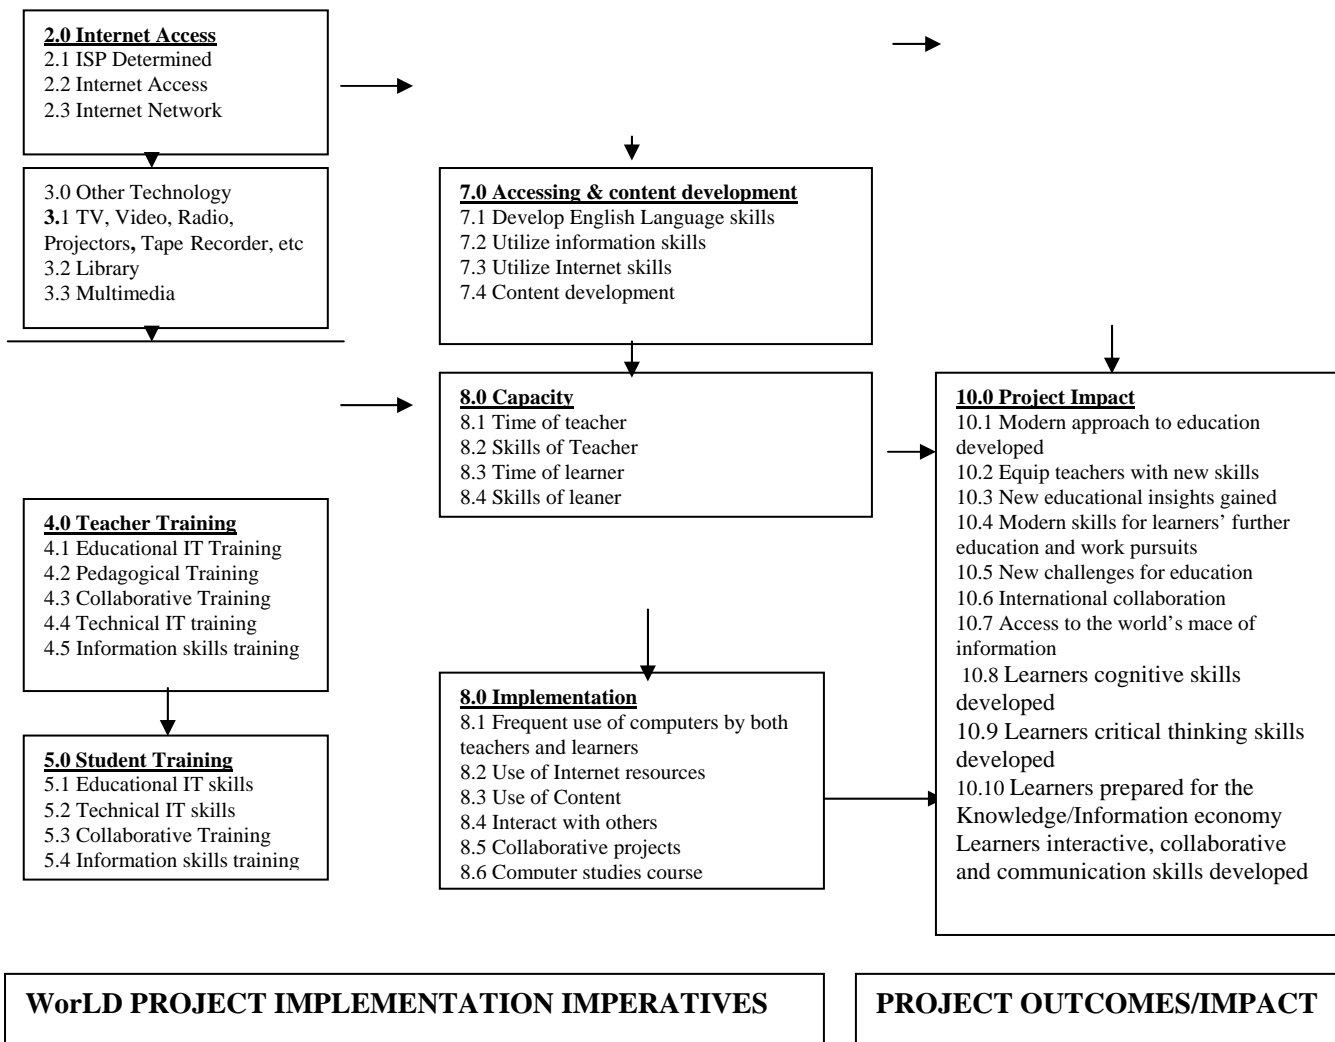 2.0 Internet Access
2.1 ISP Determined
2.2 Internet Access
2.3 Internet Network
3.0 Other Technology
3.1 TV, Video, Radio,
Projectors, Tape Recorder, etc
3.2 Library
3.3 Multimedia
4.0 Teacher Training
4.1 Educational IT Training
4.2 Pedagogical Training
4.3 Collaborative Training
4.4 Technical IT training
4.5 Information skills training
5.0 Student Training
5.1 Educational IT skills
5.2 Technical IT skills
5.3 Collaborative Training
5.4 Information skills training
7.0 Accessing & content development
7.1 Develop English Language skills
7.2 Utilize information skills
7.3 Utilize Internet skills
7.4 Content development
8.0 Capacity
8.1 Time of teacher
8.2 Skills of Teacher
8.3 Time of learner
8.4 Skills of leaner
8.0 Implementation
8.1 Frequent use of computers by both
teachers and learners
8.2 Use of Internet resources
8.3 Use of Content
8.4 Interact with others
8.5 Collaborative projects
8.6 Computer studies course
10.0 Project Impact
10.1 Modern approach to education
developed
10.2 Equip teachers with new skills
10.3 New educational insights gained
10.4 Modern skills for learners’ further
education and work pursuits
10.5 New challenges for education
10.6 International collaboration
10.7 Access to the world’s mace of
information
10.8 Learners cognitive skills
developed
10.9 Learners critical thinking skills
developed
10.10 Learners prepared for the
Knowledge/Information economy
Learners interactive, collaborative
and communication skills developed
WorLD PROJECT IMPLEMENTATION IMPERATIVES
PROJECT OUTCOMES/IMPACT